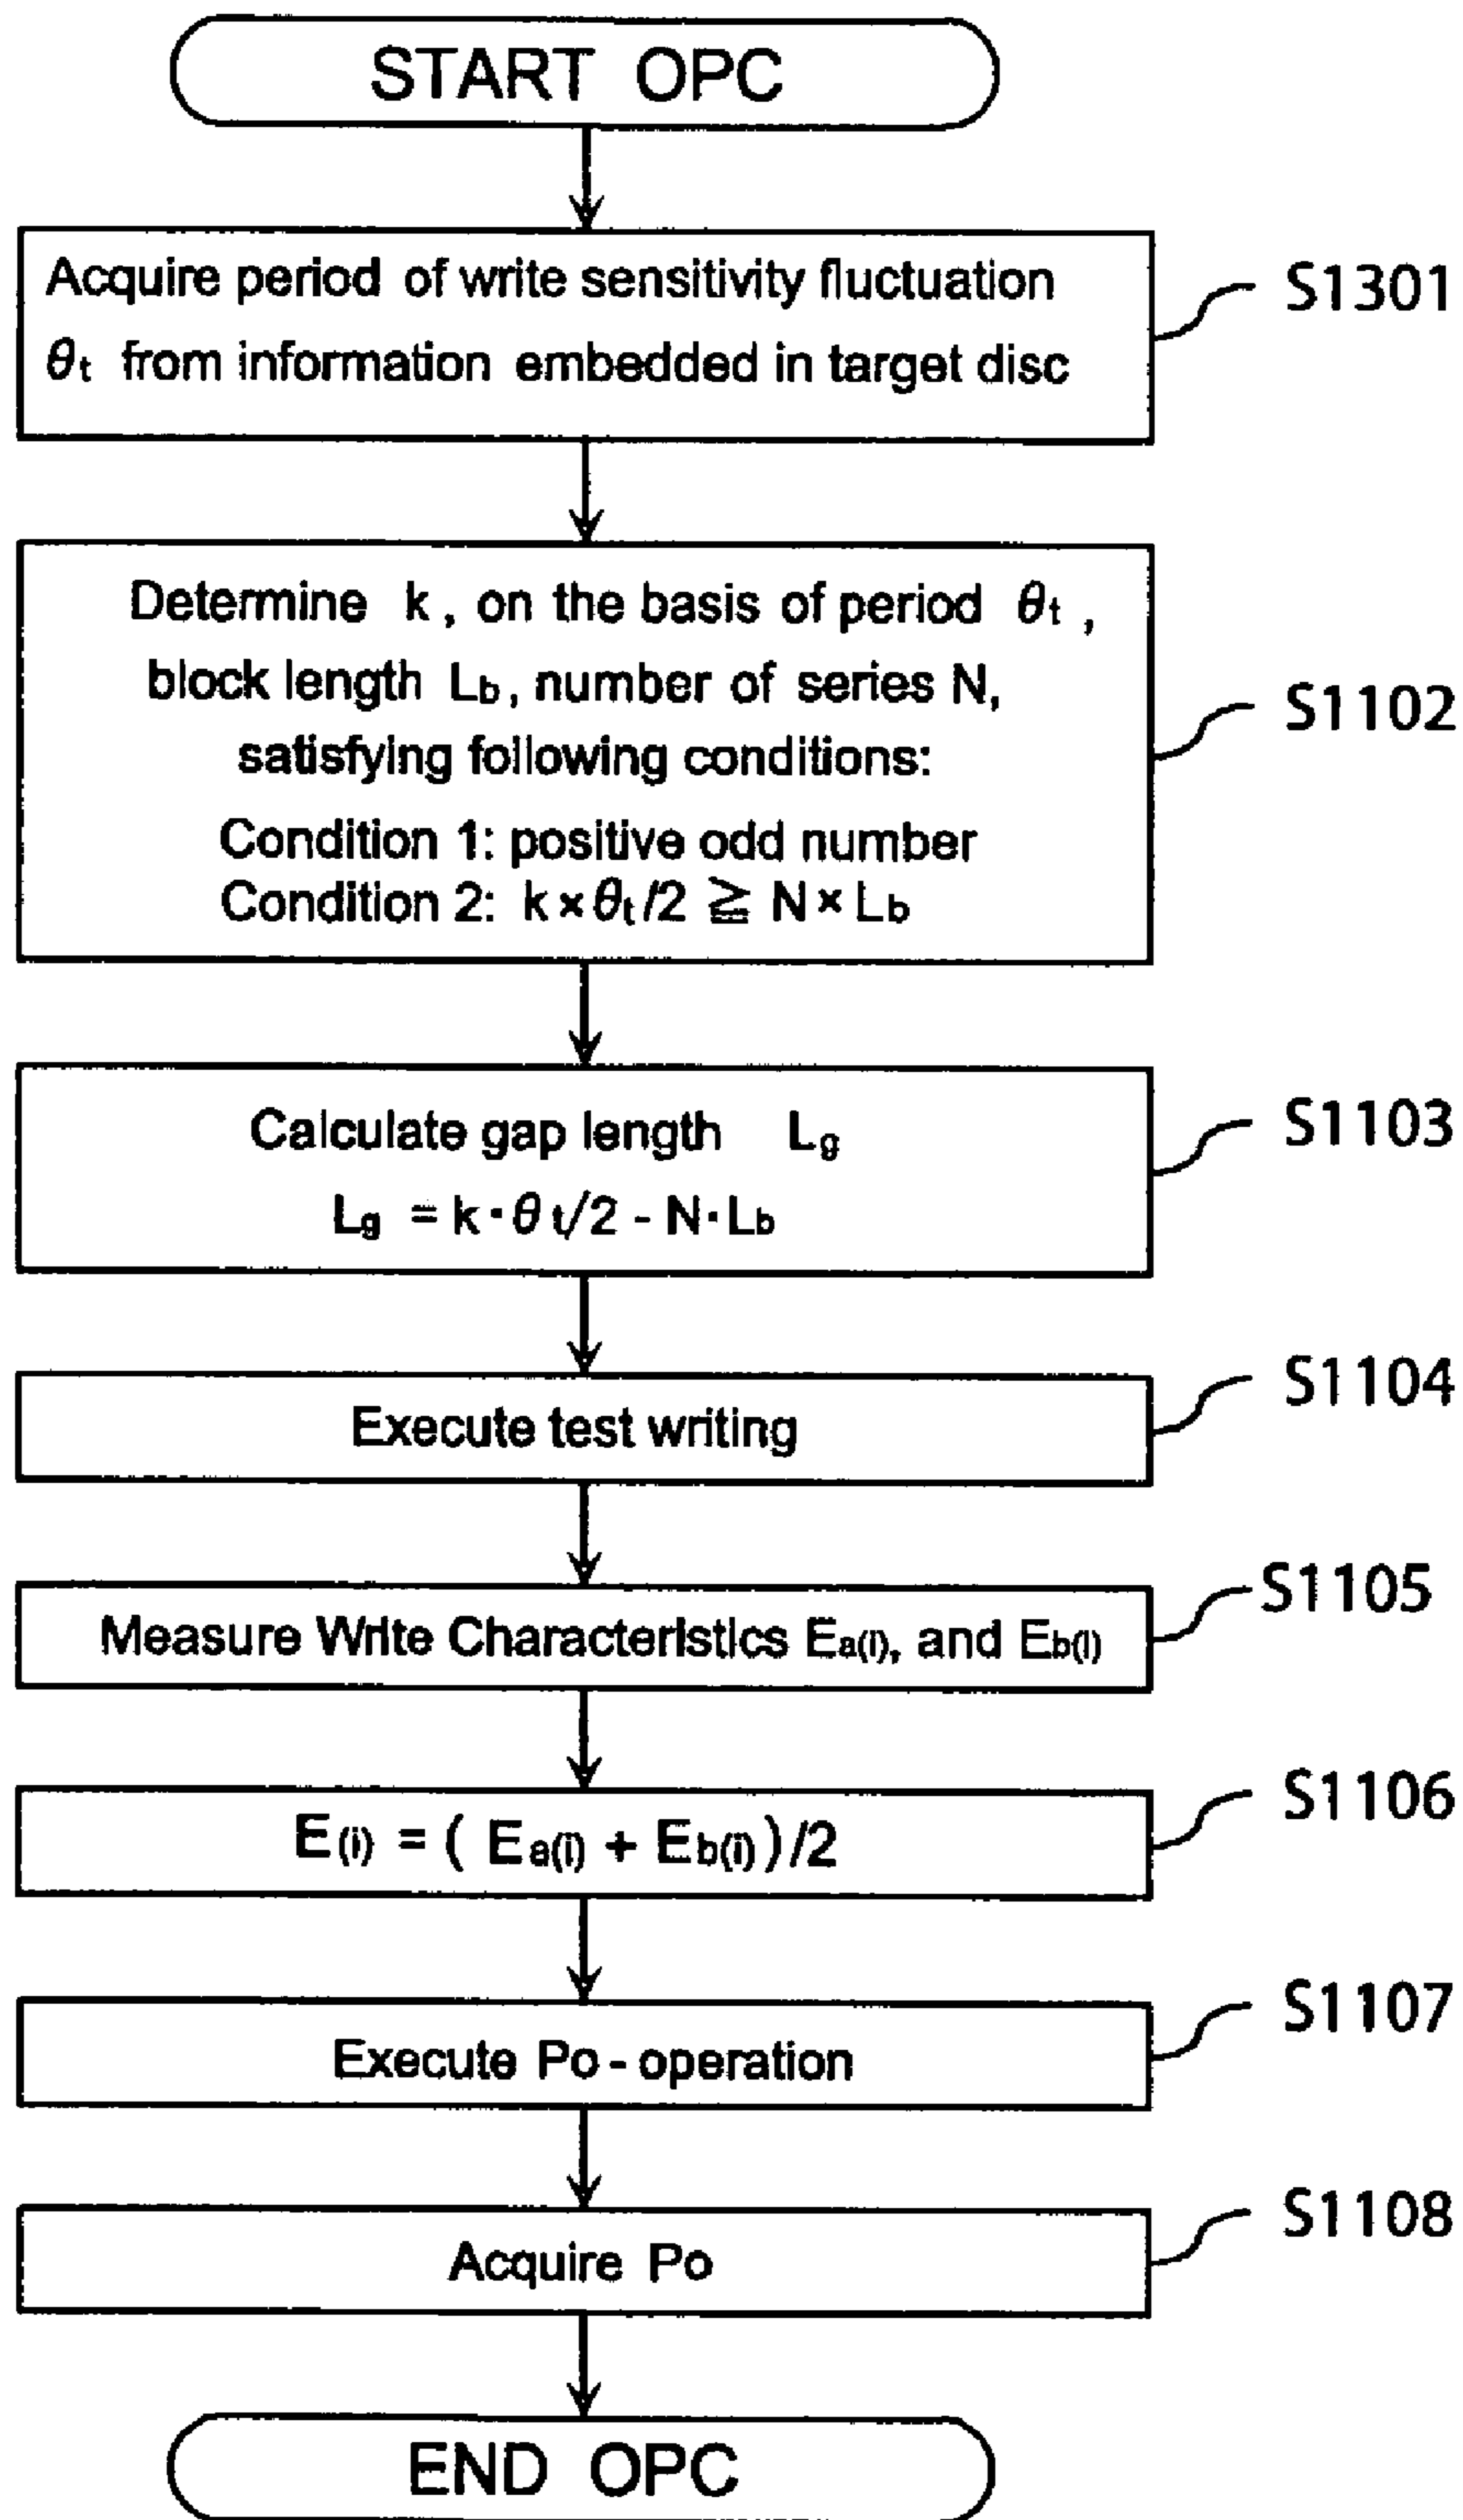 START OPC
Acquire period of write sensitivity fluctuation
θt from information embedded in target disc
S1301
Determine k, on the basis of period θt,
block length Lb, number of series N,
satisfying following conditions:
Condition 1: positive odd number
Condition 2: k×θt/2 ≧ N×Lb
S1102
Calculate gap length Lg
Lg = k·θt/2 - N·Lb
S1103
Execute test writing
S1104
Measure Write Characteristics Ea(i), and Eb(i)
S1105
E(i) = ( Ea(i) + Eb(i) )/2
S1106
Execute Po - operation
S1107
Acquire Po
S1108
END OPC